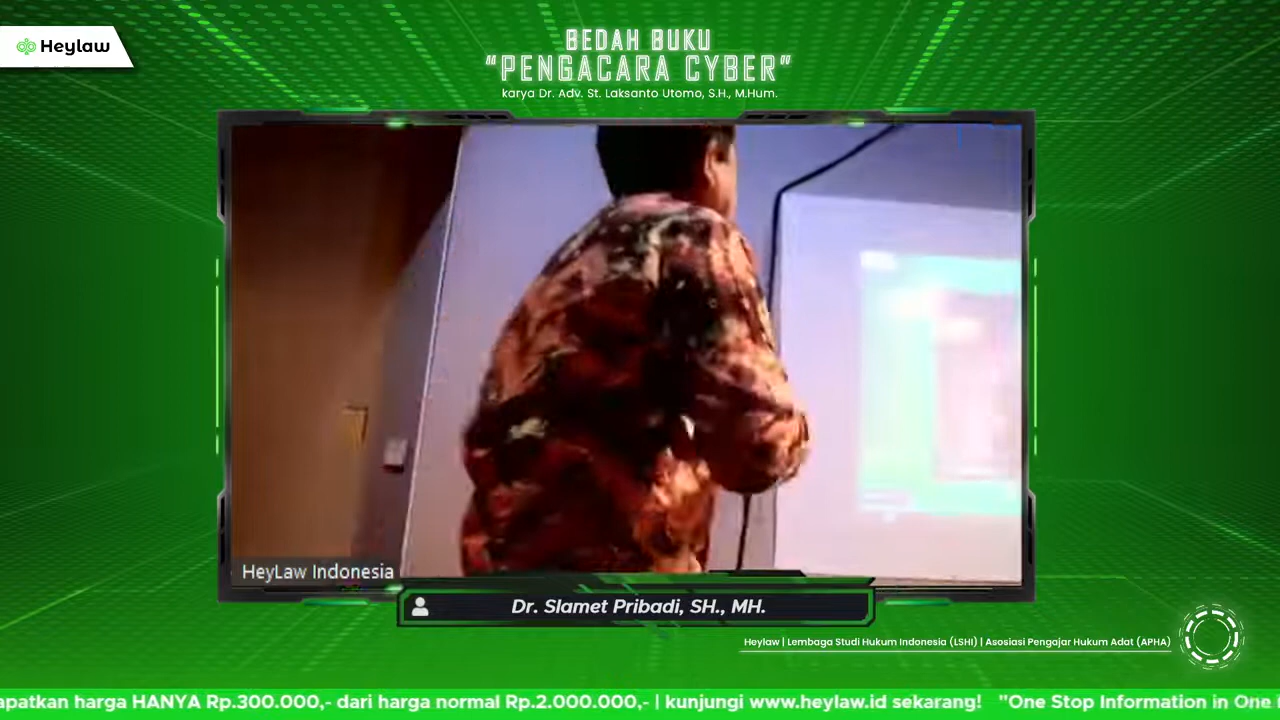 Heylaw
BEDAH BUKU
"PENGACARA CYBER"
karya Dr. Adv. St. Laksanto Utomo, S.H., M.Hum.
HeyLaw Indonesia
Dr. Slamet Pribadi, SH., MH.
Heylaw | Lembaga Studi Hukum Indonesia (LSHI) | Asosiasi Pengajar Hukum Adat (APHA)
apatkan harga HANYA Rp.300.000,- dari harga normal Rp.2.000.000,- | kunjungi www.heylaw.id sekarang! "One Stop Information in One